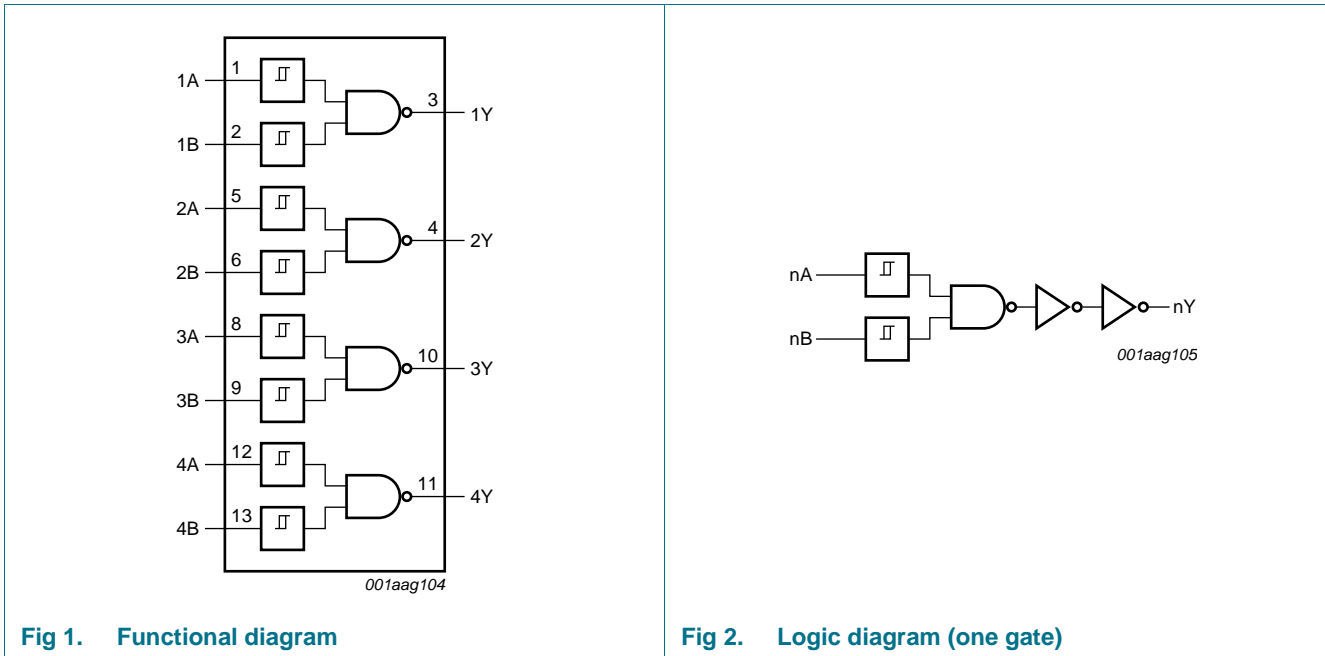 1A 1
3 1Y
1B 2
2A 5
4 2Y
2B 6
3A 8
10 3Y
3B 9
4A 12
11 4Y
4B 13
001aag104
Fig 1. Functional diagram
nA
nY
nB
001aag105
Fig 2. Logic diagram (one gate)